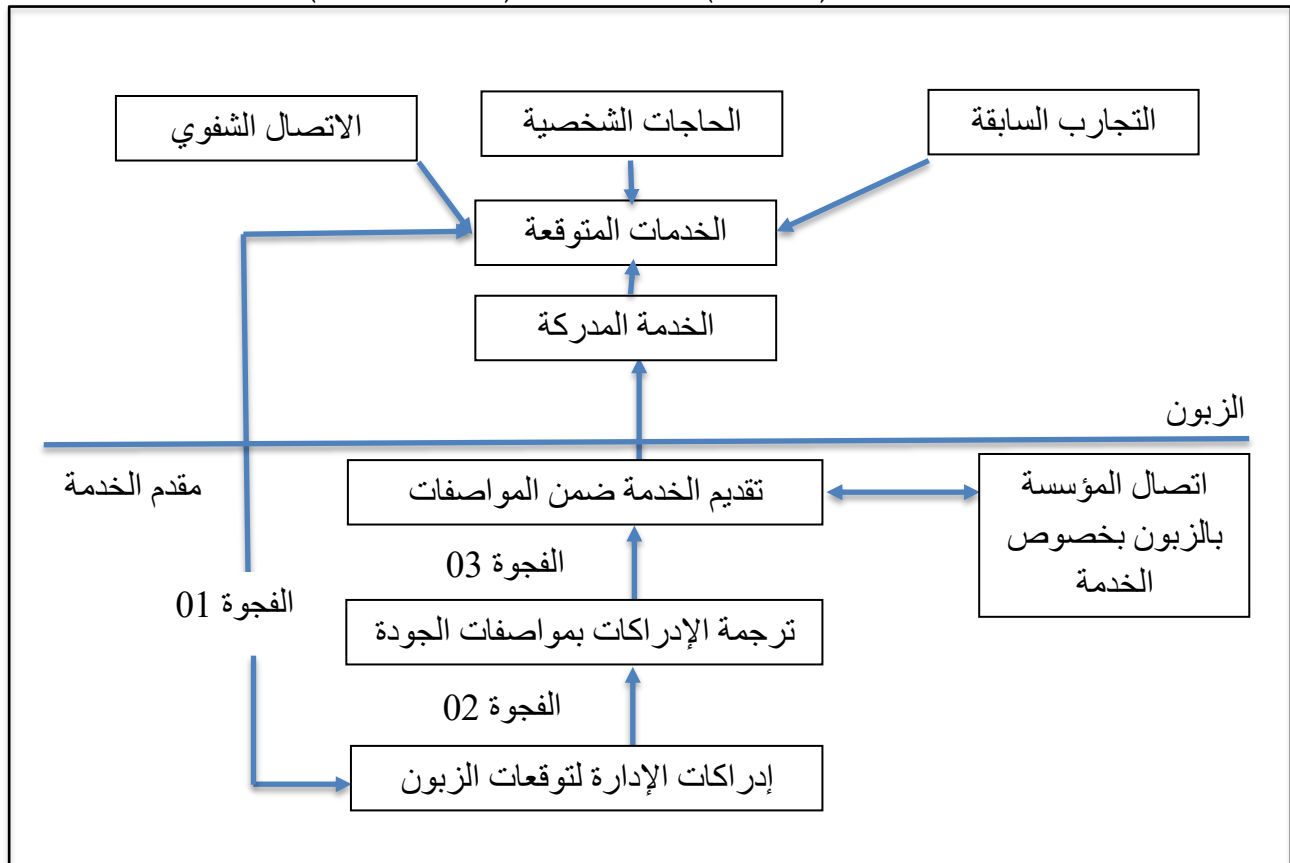 التجارب السابقة
الحاجات الشخصية
الاتصال الشفوي
الخدمات المتوقعة
الخدمة المدركة
الزبون
مقدم الخدمة
اتصال المؤسسة
بالزبون بخصوص
الخدمة
تقديم الخدمة ضمن المواصفات
الفجوة 03
الفجوة 01
ترجمة الإدراكات بمواصفات الجودة
الفجوة 02
إدراكات الإدارة لتوقعات الزبون